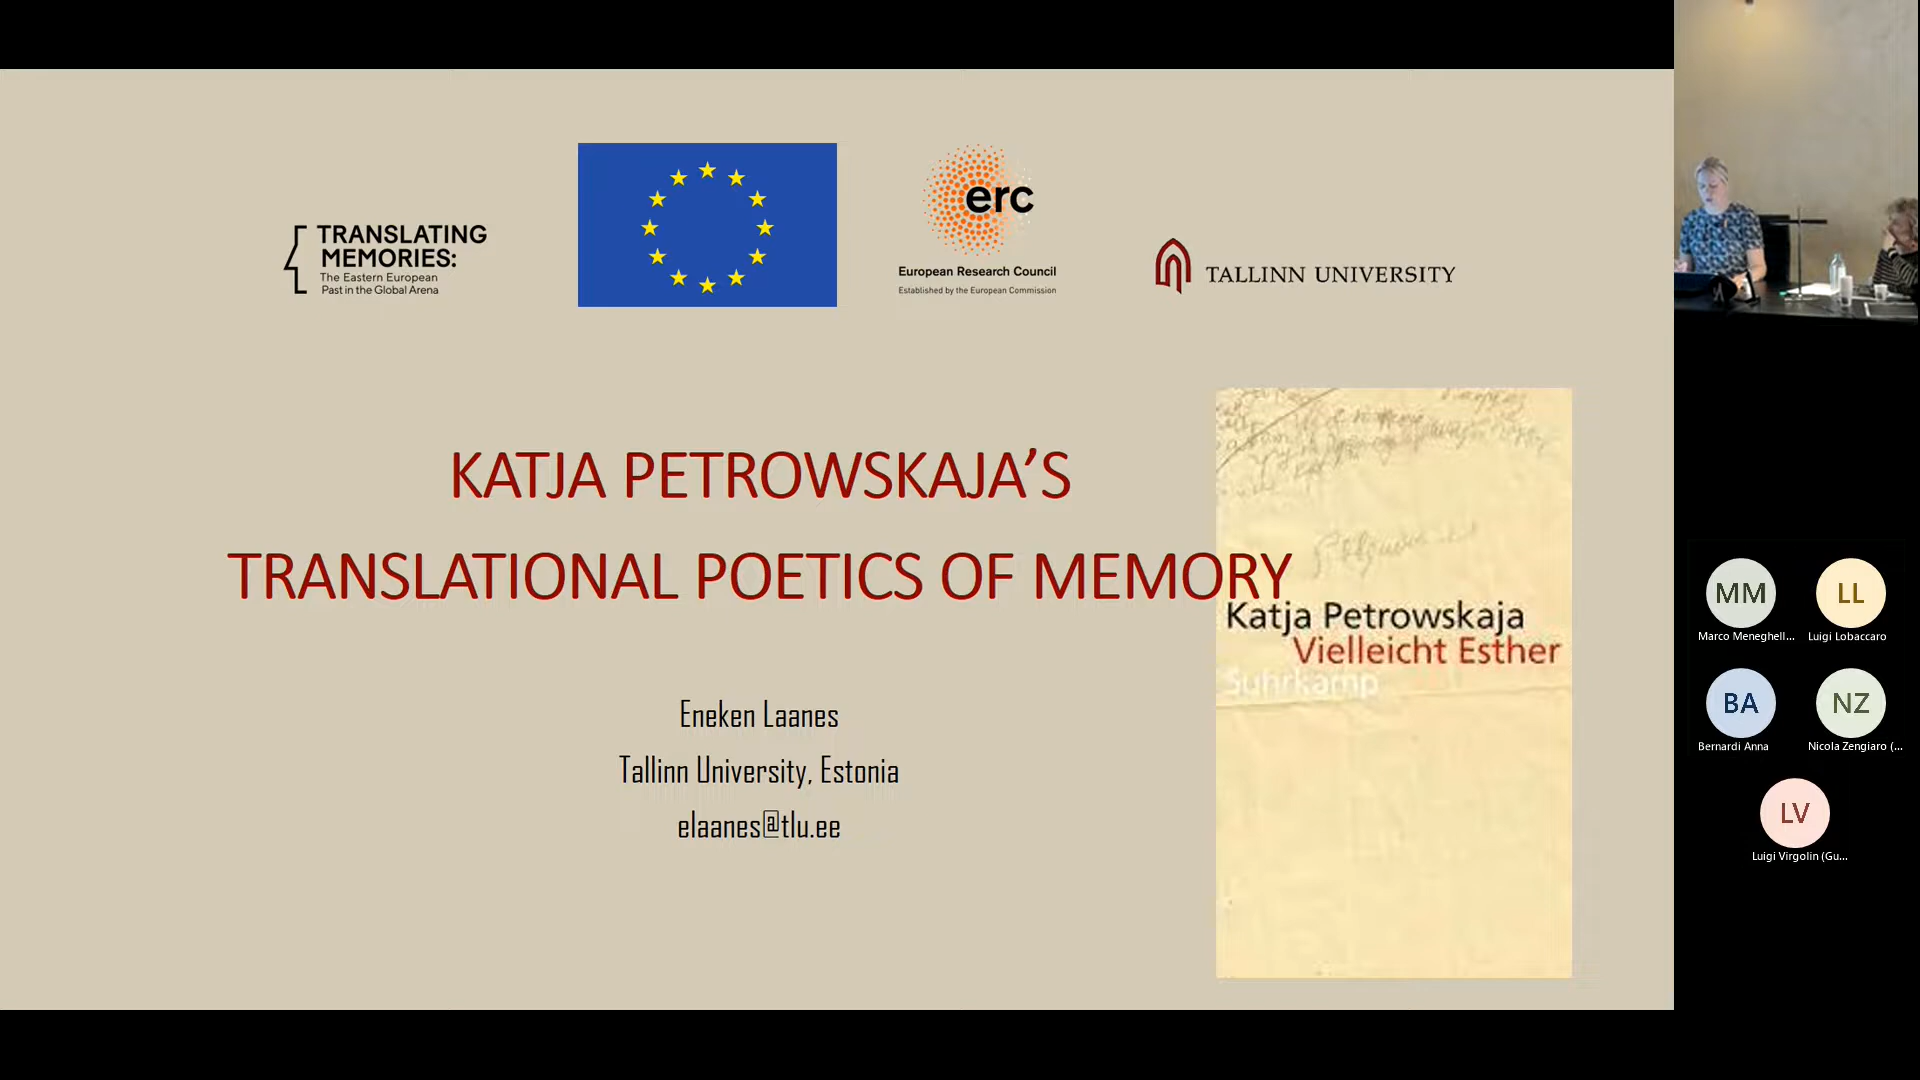 TRANSLATING
MEMORIES:
The Eastern European
Past in the Global Arena
erc
European Research Council
Established by the European Commission
TALLINN UNIVERSITY
KATJA PETROWSKAJA’S
TRANSLATIONAL POETICS OF MEMORY
Eneken Laanes
Tallinn University, Estonia
elaanes@tlu.ee
Katja Petrowskaja
Vielleicht Esther
Suhrkamp
MM
Marco Meneghell...
LL
Luigi Lobaccaro
BA
Bernardi Anna
NZ
Nicola Zengiaro (...
LV
Luigi Virgolin (Gu...